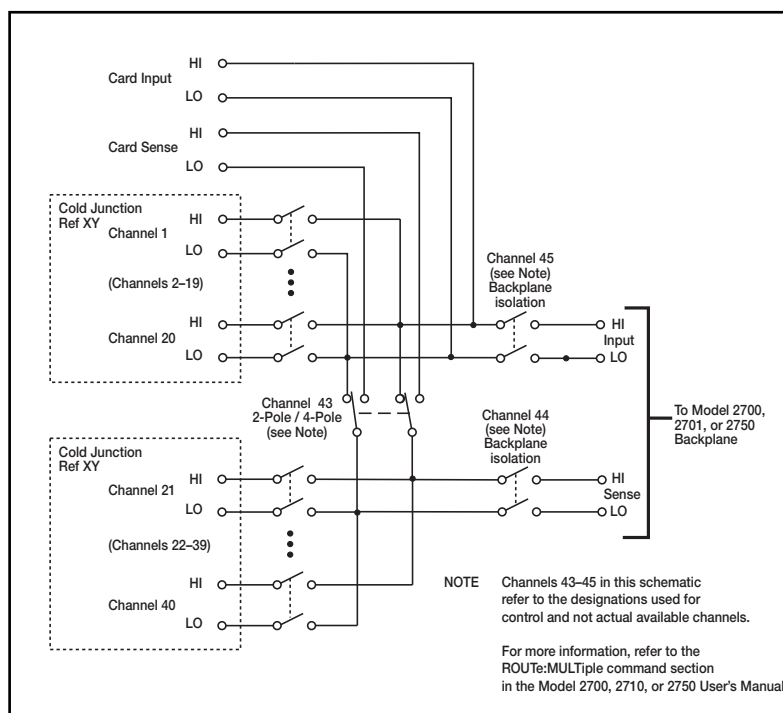 Card Input
HI
LO
Card Sense
HI
LO
Cold Junction
Ref XY
Channel 1
HI
LO
(Channels 2–19)
Channel 20
HI
LO
Channel 45
(see Note)
Backplane
isolation
HI
Input
LO
Channel 43
2-Pole / 4-Pole
(see Note)
To Model 2700,
2701, or 2750
Backplane
Cold Junction
Ref XY
Channel 21
HI
LO
(Channels 22–39)
Channel 40
HI
LO
Channel 44
(see Note)
Backplane
isolation
HI
Sense
LO
NOTE Channels 43–45 in this schematic
refer to the designations used for
control and not actual available channels.
For more information, refer to the
ROUTe:MULTiple command section
in the Model 2700, 2710, or 2750 User's Manual